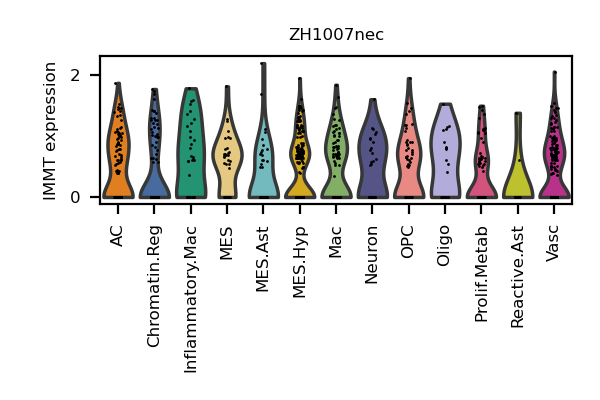 ZH1007nec
IMMT expression
2
0
AC
Chromatin.Reg
Inflammatory.Mac
MES
MES.Ast
MES.Hyp
Mac
Neuron
OPC
Oligo
Prolif.Metab
Reactive.Ast
Vasc